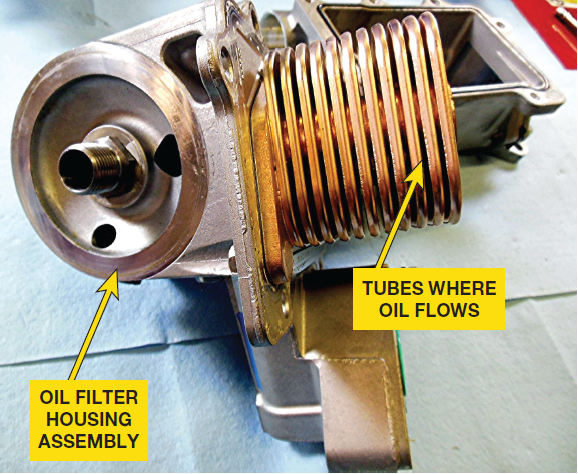 TUBES WHERE
OIL FLOWS
OIL FILTER
HOUSING
ASSEMBLY